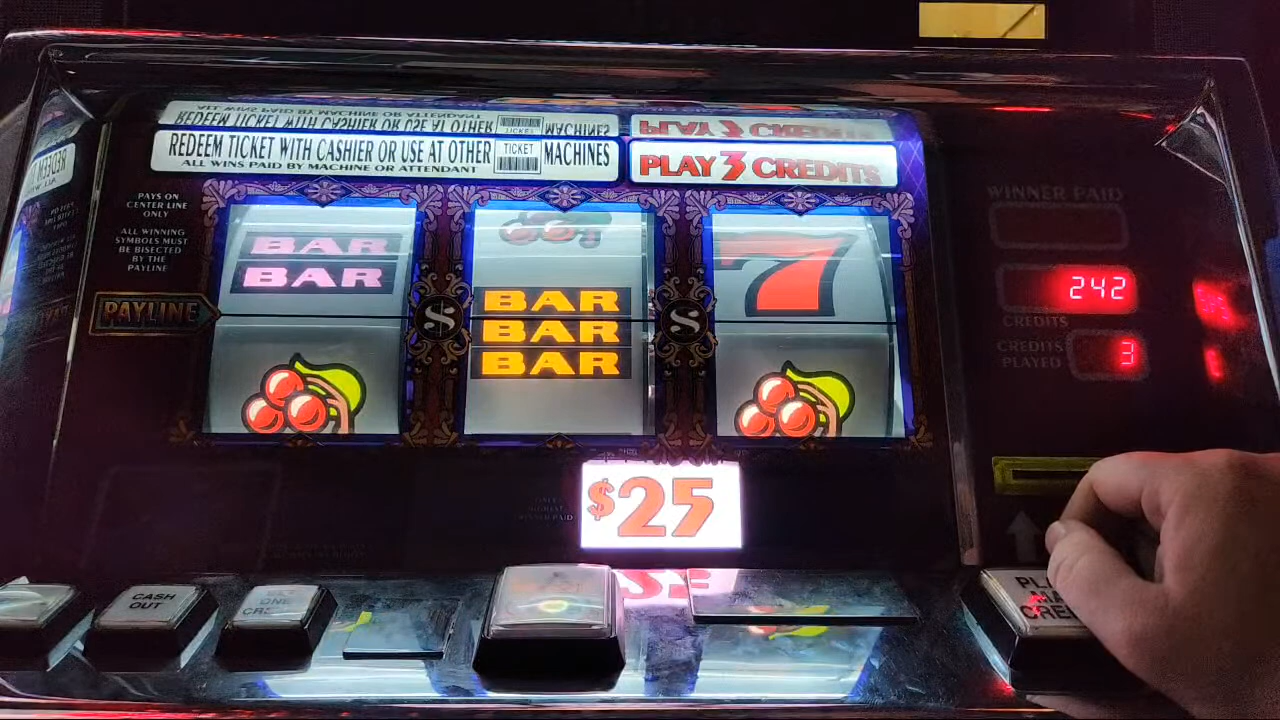 REDEEM TICKET WITH CASHIER OR USE AT OTHER TICKET MACHINES
ALL WINS PAID BY MACHINE OR ATTENDANT
PLAY 3 CREDITS
PAYS ON
CENTER LINE
ONLY
ALL WINNING
SYMBOLS MUST
BE BISECTED
BY THE
PAYLINE
PAYLINE
BAR
BAR
BAR
BAR
BAR
7
WINNER PAID
242
CREDITS
CREDITS
PLAYED
3
$25
CASH
OUT
ONE